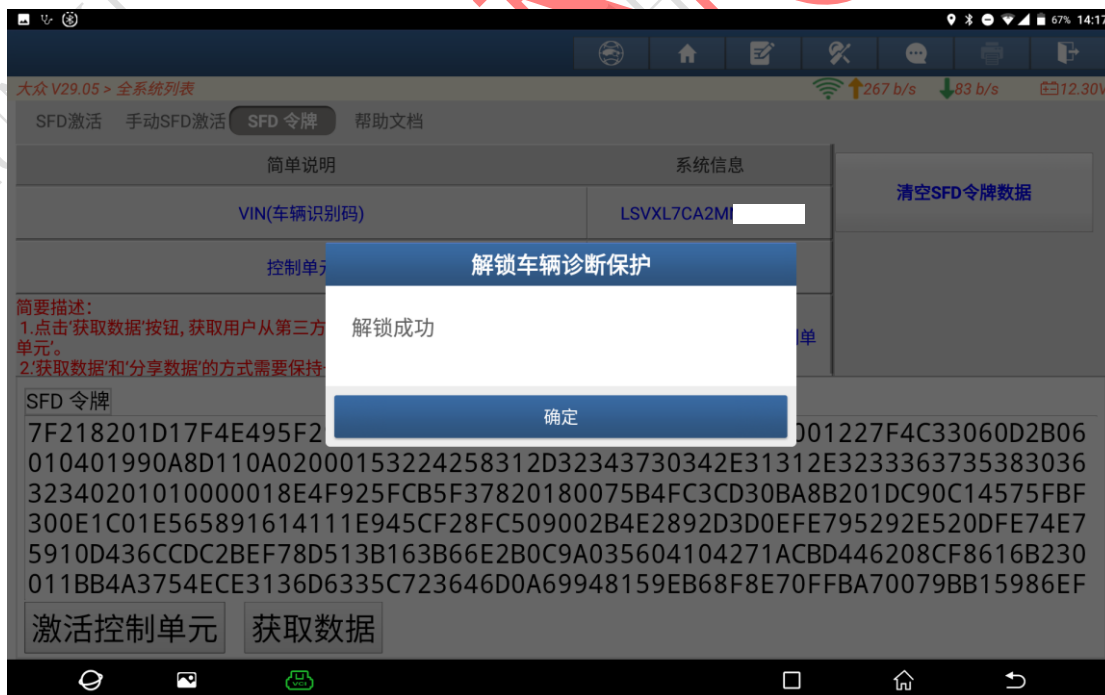 67% 14:17
大众 V29.05 > 全系统列表
267 b/s 83 b/s 12.30V
SFD激活 手动SFD激活 SFD 令牌 帮助文档
简单说明 系统信息
清空SFD令牌数据
VIN(车辆识别码) LSVXL7CA2M
控制单
解锁车辆诊断保护
简要描述:
1.点击'获取数据'按钮, 获取用户从第三方
单元'。
2.'获取数据'和'分享数据'的方式需要保持
单
解锁成功
确定
SFD 令牌
7F218201D17F4E495F2 001227F4C33060D2B06
010401990A8D110A0200015322425831 2D32343730342E31312E3233363735383036
32340201010000018E4F925FCB5F37820180075B4FC3CD30BA8B201DC90C14575FBF
300E1C01E565891614111E945CF28FC509002B4E2892D3D0EFE795292E520DFE74E7
5910D436CCDC2BEF78D513B163B66E2B0C9A035604104271ACBD446208CF8616B230
011BB4A3754ECE3136D6335C723646D0A69948159EB68F8E70FFBA70079BB15986EF
激活控制单元 获取数据
VCI